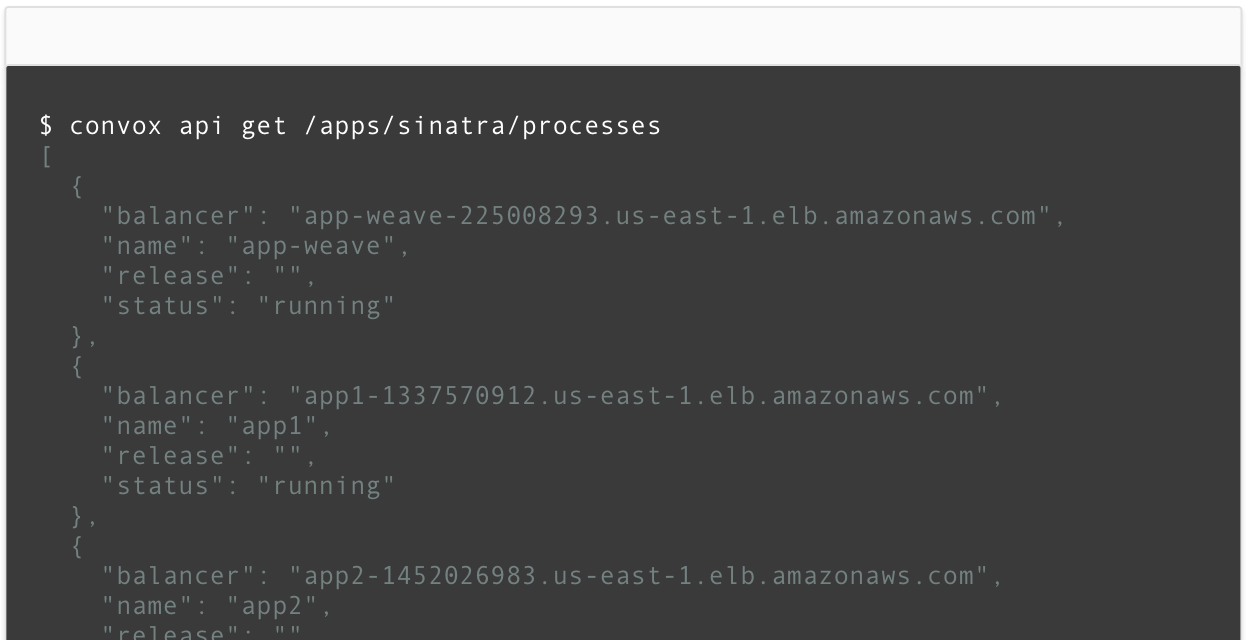 $ convox api get /apps/sinatra/processes
[
  {
    "balancer": "app-weave-225008293.us-east-1.elb.amazonaws.com",
    "name": "app-weave",
    "release": "",
    "status": "running"
  },
  {
    "balancer": "app1-1337570912.us-east-1.elb.amazonaws.com",
    "name": "app1",
    "release": "",
    "status": "running"
  },
  {
    "balancer": "app2-1452026983.us-east-1.elb.amazonaws.com",
    "name": "app2",
    "release": ""